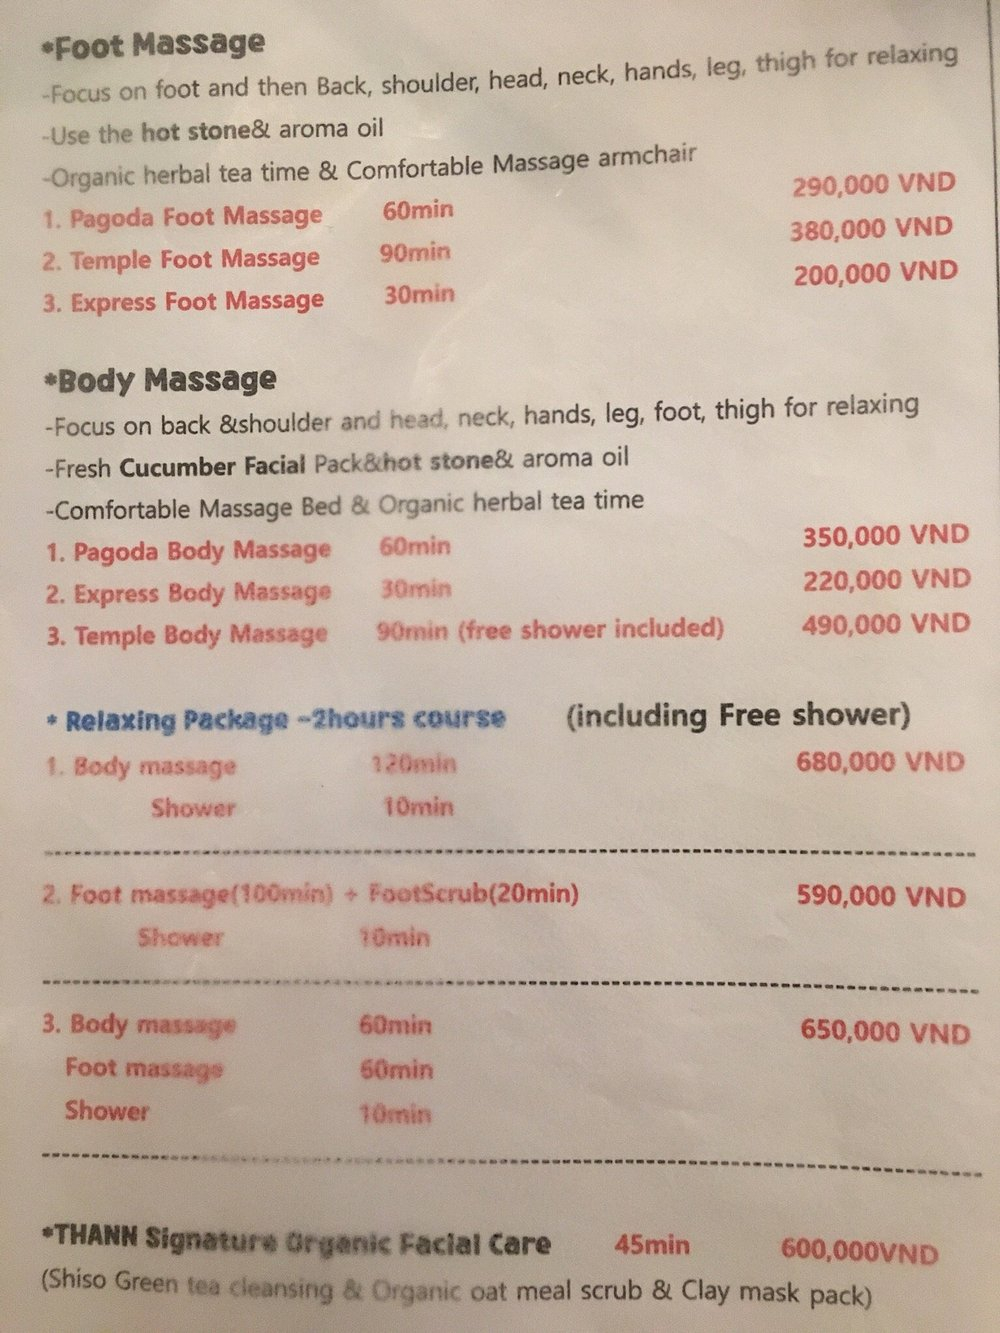 *Foot Massage
-Focus on foot and then Back, shoulder, head, neck, hands, leg, thigh for relaxing
-Use the hot stone& aroma oil
-Organic herbal tea time & Comfortable Massage armchair
1. Pagoda Foot Massage 60min 290,000 VND
2. Temple Foot Massage 90min 380,000 VND
3. Express Foot Massage 30min 200,000 VND
*Body Massage
-Focus on back &shoulder and head, neck, hands, leg, foot, thigh for relaxing
-Fresh Cucumber Facial Pack&hot stone& aroma oil
-Comfortable Massage Bed & Organic herbal tea time
1. Pagoda Body Massage 60min 350,000 VND
2. Express Body Massage 30min 220,000 VND
3. Temple Body Massage 90min (free shower included) 490,000 VND
* Relaxing Package -2hours course (including Free shower)
1. Body massage 120min 680,000 VND
Shower 10min
2. Foot massage(100min) + FootScrub(20min) 590,000 VND
Shower 10min
3. Body massage 60min 650,000 VND
Foot massage 60min
Shower 10min
*THANN Signature Organic Facial Care 45min 600,000VND
(Shiso Green tea cleansing & Organic oat meal scrub & Clay mask pack)